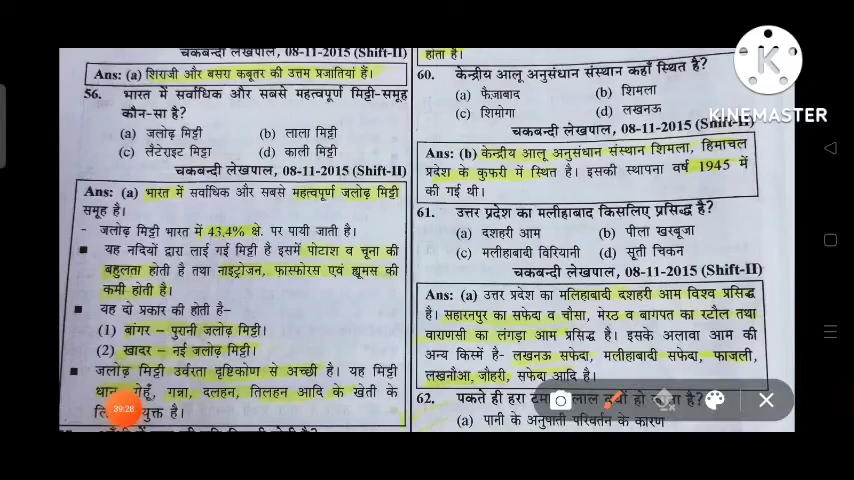 चकबन्दी लेखपाल, 08-11-2015 (Shift-II)
Ans: (a) शिराजी और बसरा कबूतर की उत्तम प्रजातियां हैं।
56. भारत में सर्वाधिक और सबसे महत्वपूर्ण मिट्टी-समूह
कौन-सा है?
(a) जलोढ़ मिट्टी (b) लाला मिट्टी
(c) लैटेराइट मिट्टा (d) काली मिट्टी
चकबन्दी लेखपाल, 08-11-2015 (Shift-II)
Ans: (a) भारत में सर्वाधिक और सबसे महत्वपूर्ण जलोढ़ मिट्टी
समूह है।
- जलोढ़ मिट्टी भारत में 43.4% क्षे. पर पायी जाती है।
■ यह नदियों द्वारा लाई गई मिट्टी है इसमें पोटाश व चूना की
बहुलता होती है तथा नाइट्रोजन, फास्फोरस एवं ह्यूमस की
कमी होती है।
■ यह दो प्रकार की होती है–
(1) बांगर – पुरानी जलोढ़ मिट्टी।
(2) खादर – नई जलोढ़ मिट्टी।
■ जलोढ़ मिट्टी उर्वरता दृष्टिकोण से अच्छी है। यह मिट्टी
धान, गेहूँ, गन्ना, दलहन, तिलहन आदि के खेती के
है।
39:28
होता है।
60. केन्द्रीय आलू अनुसंधान संस्थान कहाँ स्थित है?
(a) फैज़ाबाद (b) शिमला
(c) शिमोगा (d) लखनऊ
चकबन्दी लेखपाल, 08-11-2015 (Shift-II)
Ans: (b) केन्द्रीय आलू अनुसंधान संस्थान शिमला, हिमाचल
प्रदेश के कुफरी में स्थित है। इसकी स्थापना वर्ष 1945 में
की गई थी।
61. उत्तर प्रदेश का मलीहाबाद किसलिए प्रसिद्ध है?
(a) दशहरी आम (b) पीला खरबूजा
(c) मलीहाबादी विरियानी (d) सूती चिकन
चकबन्दी लेखपाल, 08-11-2015 (Shift-II)
Ans: (a) उत्तर प्रदेश का मलिहाबादी दशहरी आम विश्व प्रसिद्ध
है। सहारनपुर का सफेदा व चौसा, मेरठ व बागपत का रटौल तथा
वाराणसी का लंगड़ा आम प्रसिद्ध है। इसके अलावा आम की
अन्य किस्में है- लखनऊ सफेदा, मलीहाबादी सफेदा, फाजली,
लखनौआ, जौहरी, सफेदा आदि है।
62. पकते ही हरा लाल है?
(a) पानी के अनुपाती परिवर्तन के कारण
K
KINEMASTER